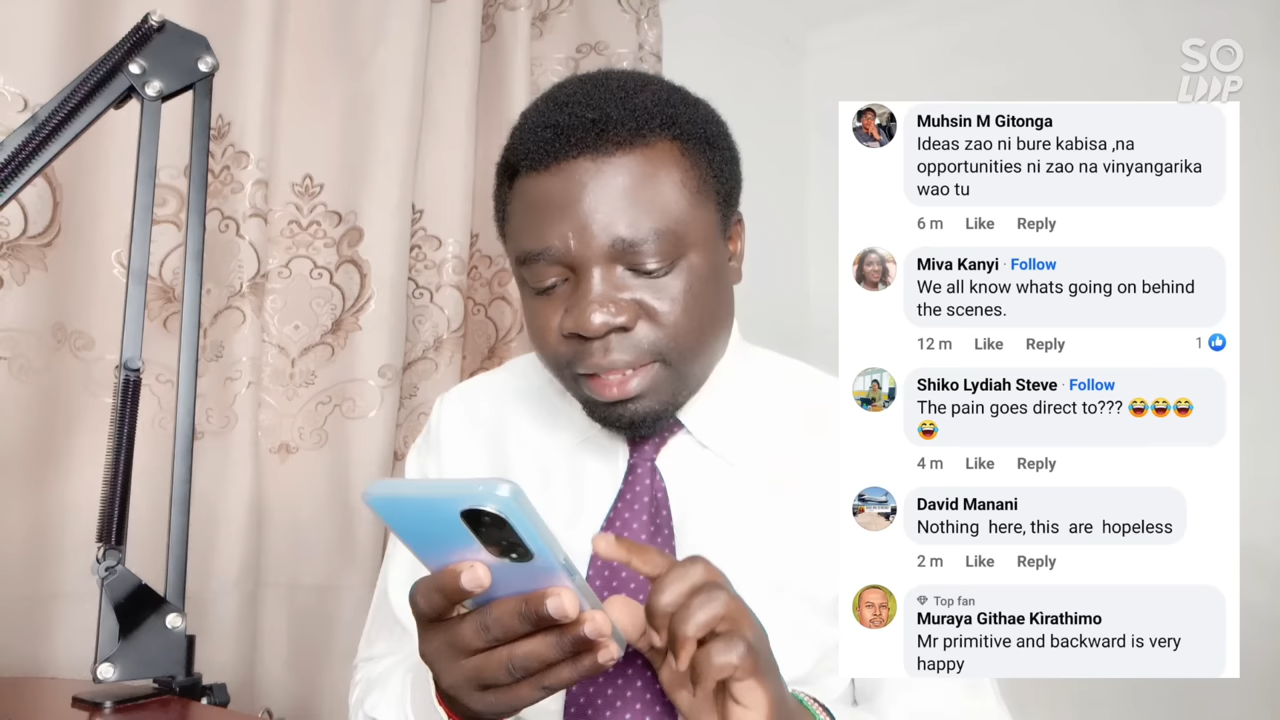 SO
LIIP
Muhsin M Gitonga
Ideas zao ni bure kabisa ,na
opportunities ni zao na vinyangarika
wao tu
6 m Like Reply
Miva Kanyi · Follow
We all know whats going on behind
the scenes.
12 m Like Reply 1
Shiko Lydiah Steve · Follow
The pain goes direct to??? 😂😂😂
😂
4 m Like Reply
David Manani
Nothing here, this are hopeless
2 m Like Reply
Top fan
Muraya Githae Kirathimo
Mr primitive and backward is very
happy